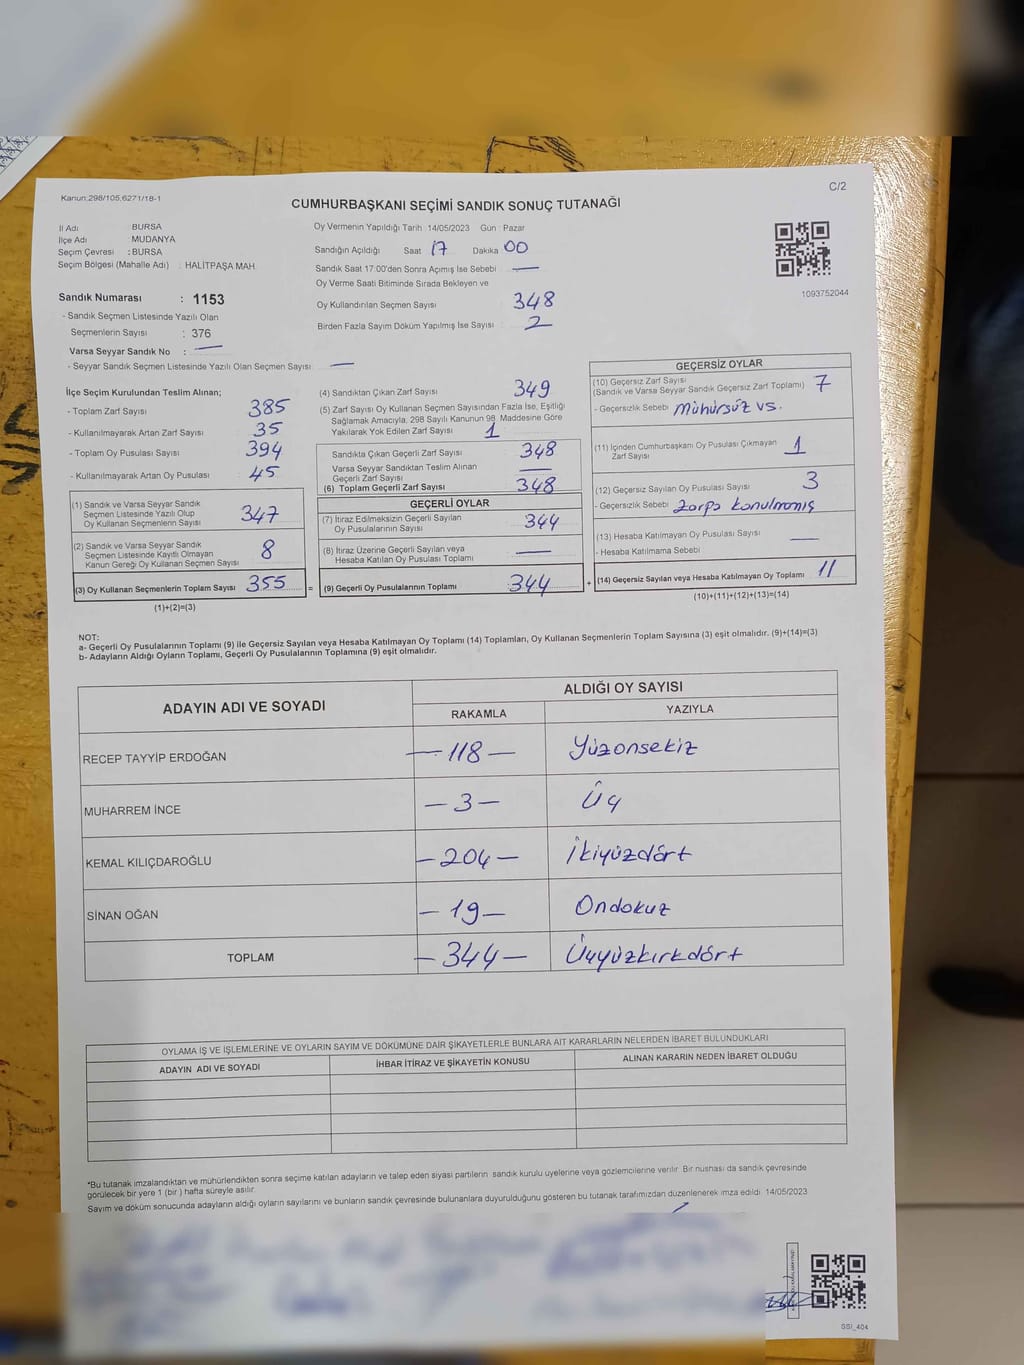 Kanun:298/105,6271/18-1
C/2
CUMHURBAŞKANI SEÇİMİ SANDIK SONUÇ TUTANAĞI
İl Adı BURSA
İlçe Adı MUDANYA
Seçim Çevresi : BURSA
Seçim Bölgesi (Mahalle Adı) : HALİTPAŞA MAH.
Sandık Numarası : 1153
- Sandık Seçmen Listesinde Yazılı Olan
Seçmenlerin Sayısı : 376
Varsa Seyyar Sandık No : —
- Seyyar Sandık Seçmen Listesinde Yazılı Olan Seçmen Sayısı —
Oy Vermenin Yapıldığı Tarih 14/05/2023 Gün : Pazar
Sandığın Açıldığı Saat 17 Dakika 00
Sandık Saat 17:00'den Sonra Açımış İse Sebebi —
Oy Verme Saati Bitiminde Sırada Bekleyen ve
Oy Kullandırılan Seçmen Sayısı 348
Birden Fazla Sayım Döküm Yapılmış İse Sayısı 2
1093752044
İlçe Seçim Kurulundan Teslim Alınan;
- Toplam Zarf Sayısı 385
- Kullanılmayarak Artan Zarf Sayısı 35
- Toplam Oy Pusulası Sayısı 394
- Kullanılmayarak Artan Oy Pusulası 45
(1) Sandık ve Varsa Seyyar Sandık
Seçmen Listesinde Yazılı Olup
Oy Kullanan Seçmenlerin Sayısı 347
(2) Sandık ve Varsa Seyyar Sandık
Seçmen Listesinde Kayıtlı Olmayan
Kanun Gereği Oy Kullanan Seçmen Sayısı 8
(3) Oy Kullanan Seçmenlerin Toplam Sayısı 355 =
(1)+(2)=(3)
(4) Sandıktan Çıkan Zarf Sayısı 349
(5) Zarf Sayısı Oy Kullanan Seçmen Sayısından Fazla İse, Eşitliği
Sağlamak Amacıyla, 298 Sayılı Kanunun 98. Maddesine Göre
Yakılarak Yok Edilen Zarf Sayısı 1
Sandıkta Çıkan Geçerli Zarf Sayısı 348
Varsa Seyyar Sandıktan Teslim Alınan
Geçerli Zarf Sayısı —
(6) Toplam Geçerli Zarf Sayısı 348
GEÇERLİ OYLAR
(7) İtiraz Edilmeksizin Geçerli Sayılan
Oy Pusulalarının Sayısı 344
(8) İtiraz Üzerine Geçerli Sayılan veya
Hesaba Katılan Oy Pusulası Toplamı —
(9) Geçerli Oy Pusulalarının Toplamı 344 +
GEÇERSİZ OYLAR
(10) Geçersiz Zarf Sayısı
(Sandık ve Varsa Seyyar Sandık Geçersiz Zarf Toplamı) 7
- Geçersizlik Sebebi Mühürsüz vs.
(11) İçinden Cumhurbaşkanı Oy Pusulası Çıkmayan
Zarf Sayısı 1
(12) Geçersiz Sayılan Oy Pusulası Sayısı 3
- Geçersizlik Sebebi Zarfa konulmamış
(13) Hesaba Katılmayan Oy Pusulası Sayısı —
- Hesaba Katılmama Sebebi
(14) Geçersiz Sayılan veya Hesaba Katılmayan Oy Toplamı 11
(10)+(11)+(12)+(13)=(14)
NOT:
a- Geçerli Oy Pusulalarının Toplamı (9) ile Geçersiz Sayılan veya Hesaba Katılmayan Oy Toplamı (14) Toplamları, Oy Kullanan Seçmenlerin Toplam Sayısına (3) eşit olmalıdır. (9)+(14)=(3)
b- Adayların Aldığı Oyların Toplamı, Geçerli Oy Pusulalarının Toplamına (9) eşit olmalıdır.
ADAYIN ADI VE SOYADI ALDIĞI OY SAYISI
RAKAMLA YAZIYLA
RECEP TAYYİP ERDOĞAN —118— Yüzonsekiz
MUHARREM İNCE —3— Üç
KEMAL KILIÇDAROĞLU —204— İkiyüzdört
SİNAN OĞAN —19— Ondokuz
TOPLAM —344— Üçyüzkırkdört
OYLAMA İŞ VE İŞLEMLERİNE VE OYLARIN SAYIM VE DÖKÜMÜNE DAİR ŞİKAYETLERLE BUNLARA AİT KARARLARIN NELERDEN İBARET BULUNDUKLARI
ADAYIN ADI VE SOYADI İHBAR İTİRAZ VE ŞİKAYETİN KONUSU ALINAN KARARIN NEDEN İBARET OLDUĞU
*Bu tutanak imzalandıktan ve mühürlendikten sonra seçime katılan adayların ve talep eden siyasi partilerin sandık kurulu üyelerine veya gözlemcilerine verilir. Bir nushası da sandık çevresinde
görülecek bir yere 1 (bir ) hafta süreyle asılır.
Sayım ve döküm sonucunda adayların aldığı oyların sayılarını ve bunların sandık çevresinde bulunanlara duyurulduğunu gösteren bu tutanak tarafımızdan düzenlenerek imza edildi. 14/05/2023
SSI_404